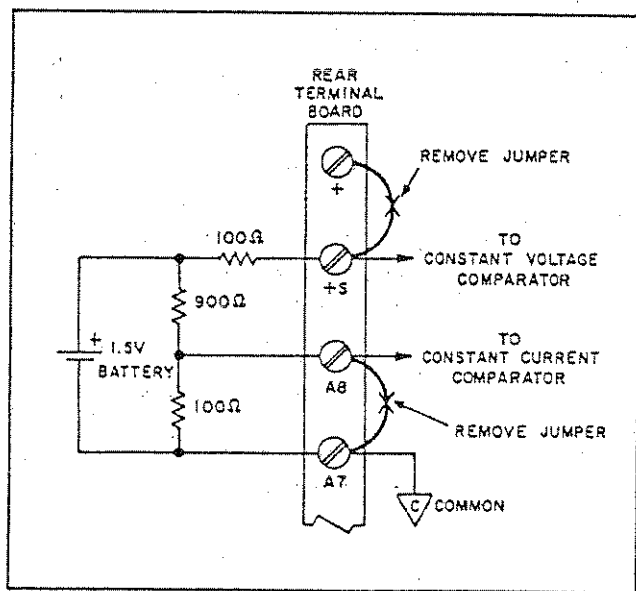 REAR
TERMINAL
BOARD
REMOVE JUMPER
+
100Ω
TO
CONSTANT VOLTAGE
COMPARATOR
+S
900Ω
+
1.5V
BATTERY
TO
CONSTANT CURRENT
COMPARATOR
A8
100Ω
REMOVE JUMPER
A7
C
COMMON